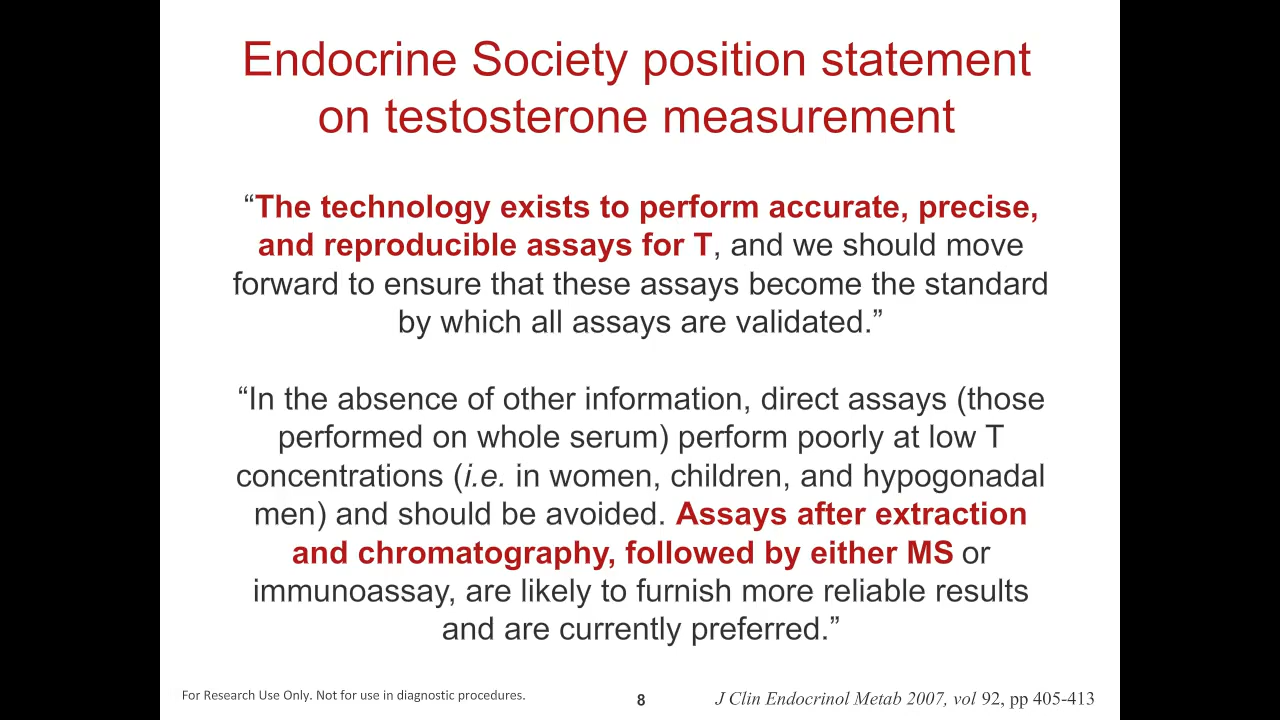 Endocrine Society position statement
on testosterone measurement
“The technology exists to perform accurate, precise,
and reproducible assays for T, and we should move
forward to ensure that these assays become the standard
by which all assays are validated.”
“In the absence of other information, direct assays (those
performed on whole serum) perform poorly at low T
concentrations (i.e. in women, children, and hypogonadal
men) and should be avoided. Assays after extraction
and chromatography, followed by either MS or
immunoassay, are likely to furnish more reliable results
and are currently preferred.”
For Research Use Only. Not for use in diagnostic procedures.
8
J Clin Endocrinol Metab 2007, vol 92, pp 405-413